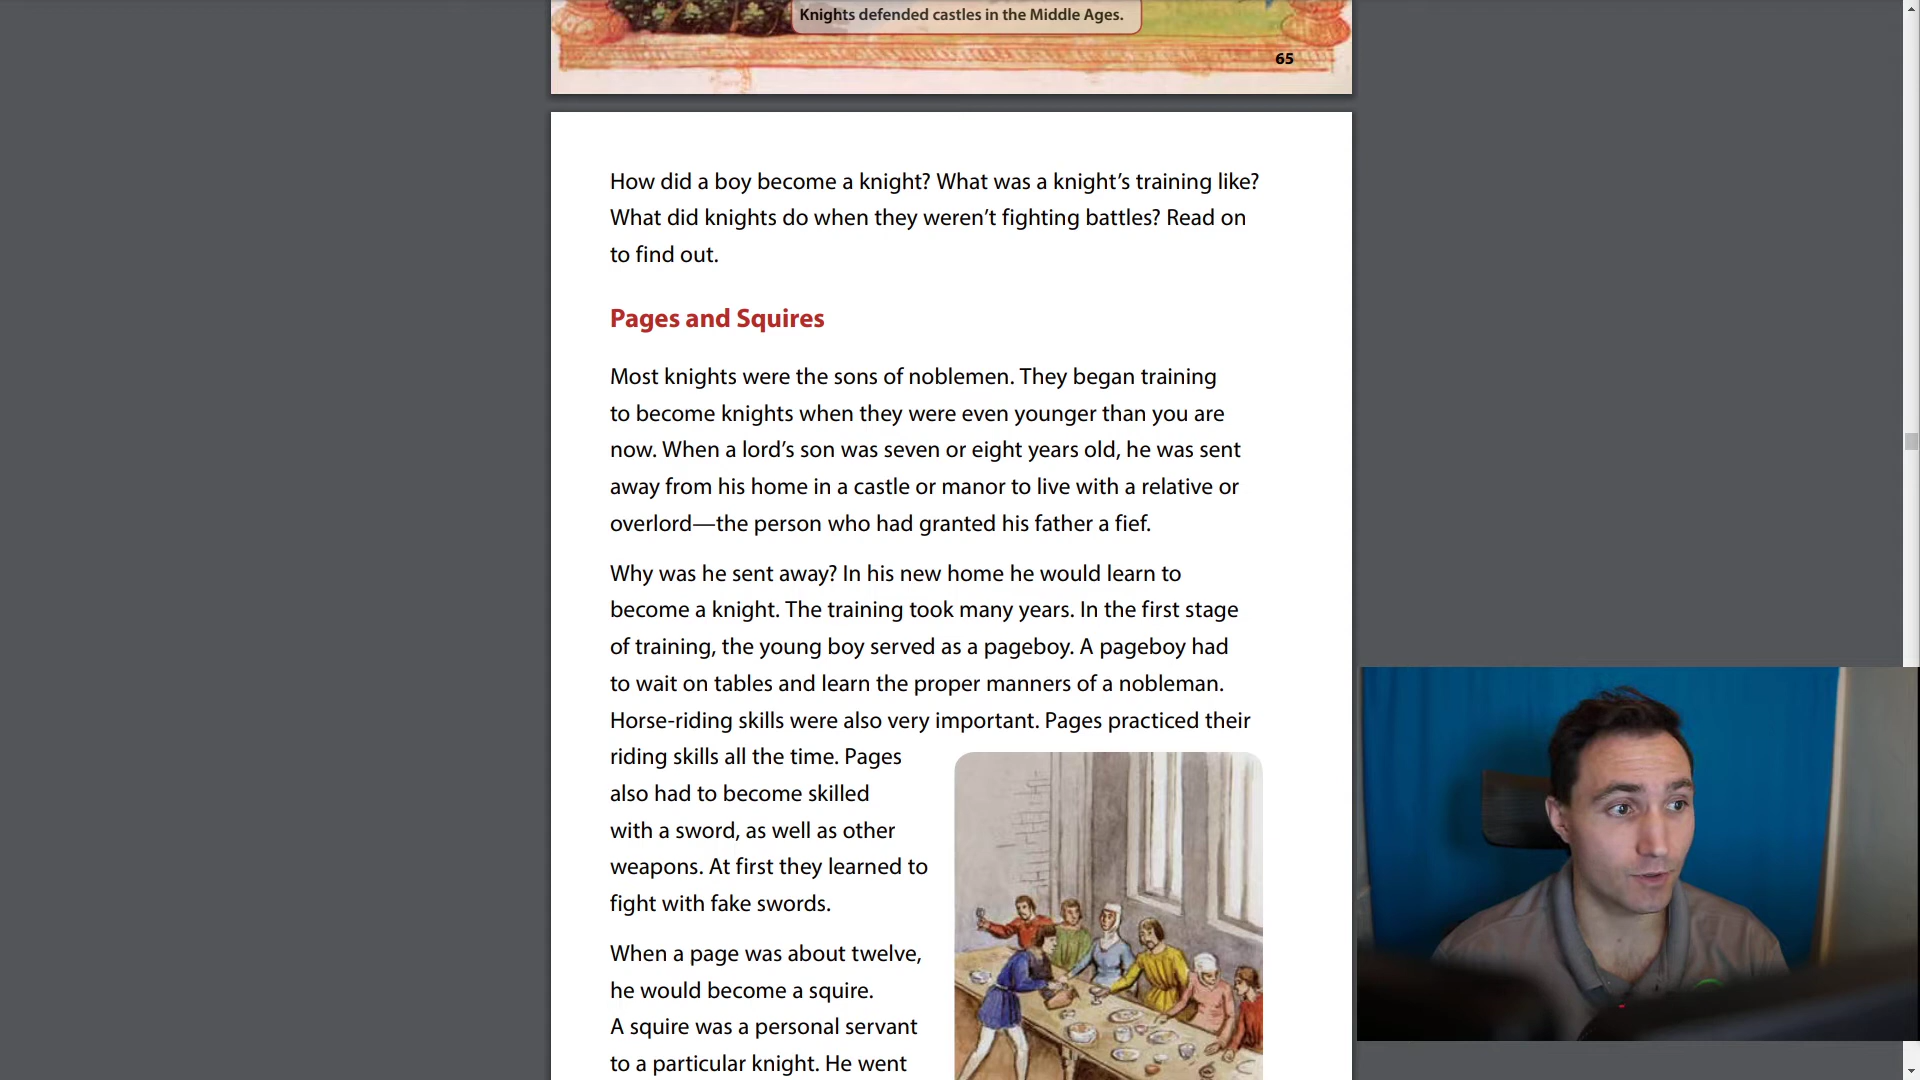 Knights defended castles in the Middle Ages.
65
How did a boy become a knight? What was a knight’s training like?
What did knights do when they weren’t fighting battles? Read on
to find out.
Pages and Squires
Most knights were the sons of noblemen. They began training
to become knights when they were even younger than you are
now. When a lord’s son was seven or eight years old, he was sent
away from his home in a castle or manor to live with a relative or
overlord—the person who had granted his father a fief.
Why was he sent away? In his new home he would learn to
become a knight. The training took many years. In the first stage
of training, the young boy served as a pageboy. A pageboy had
to wait on tables and learn the proper manners of a nobleman.
Horse-riding skills were also very important. Pages practiced their
riding skills all the time. Pages
also had to become skilled
with a sword, as well as other
weapons. At first they learned to
fight with fake swords.
When a page was about twelve,
he would become a squire.
A squire was a personal servant
to a particular knight. He went